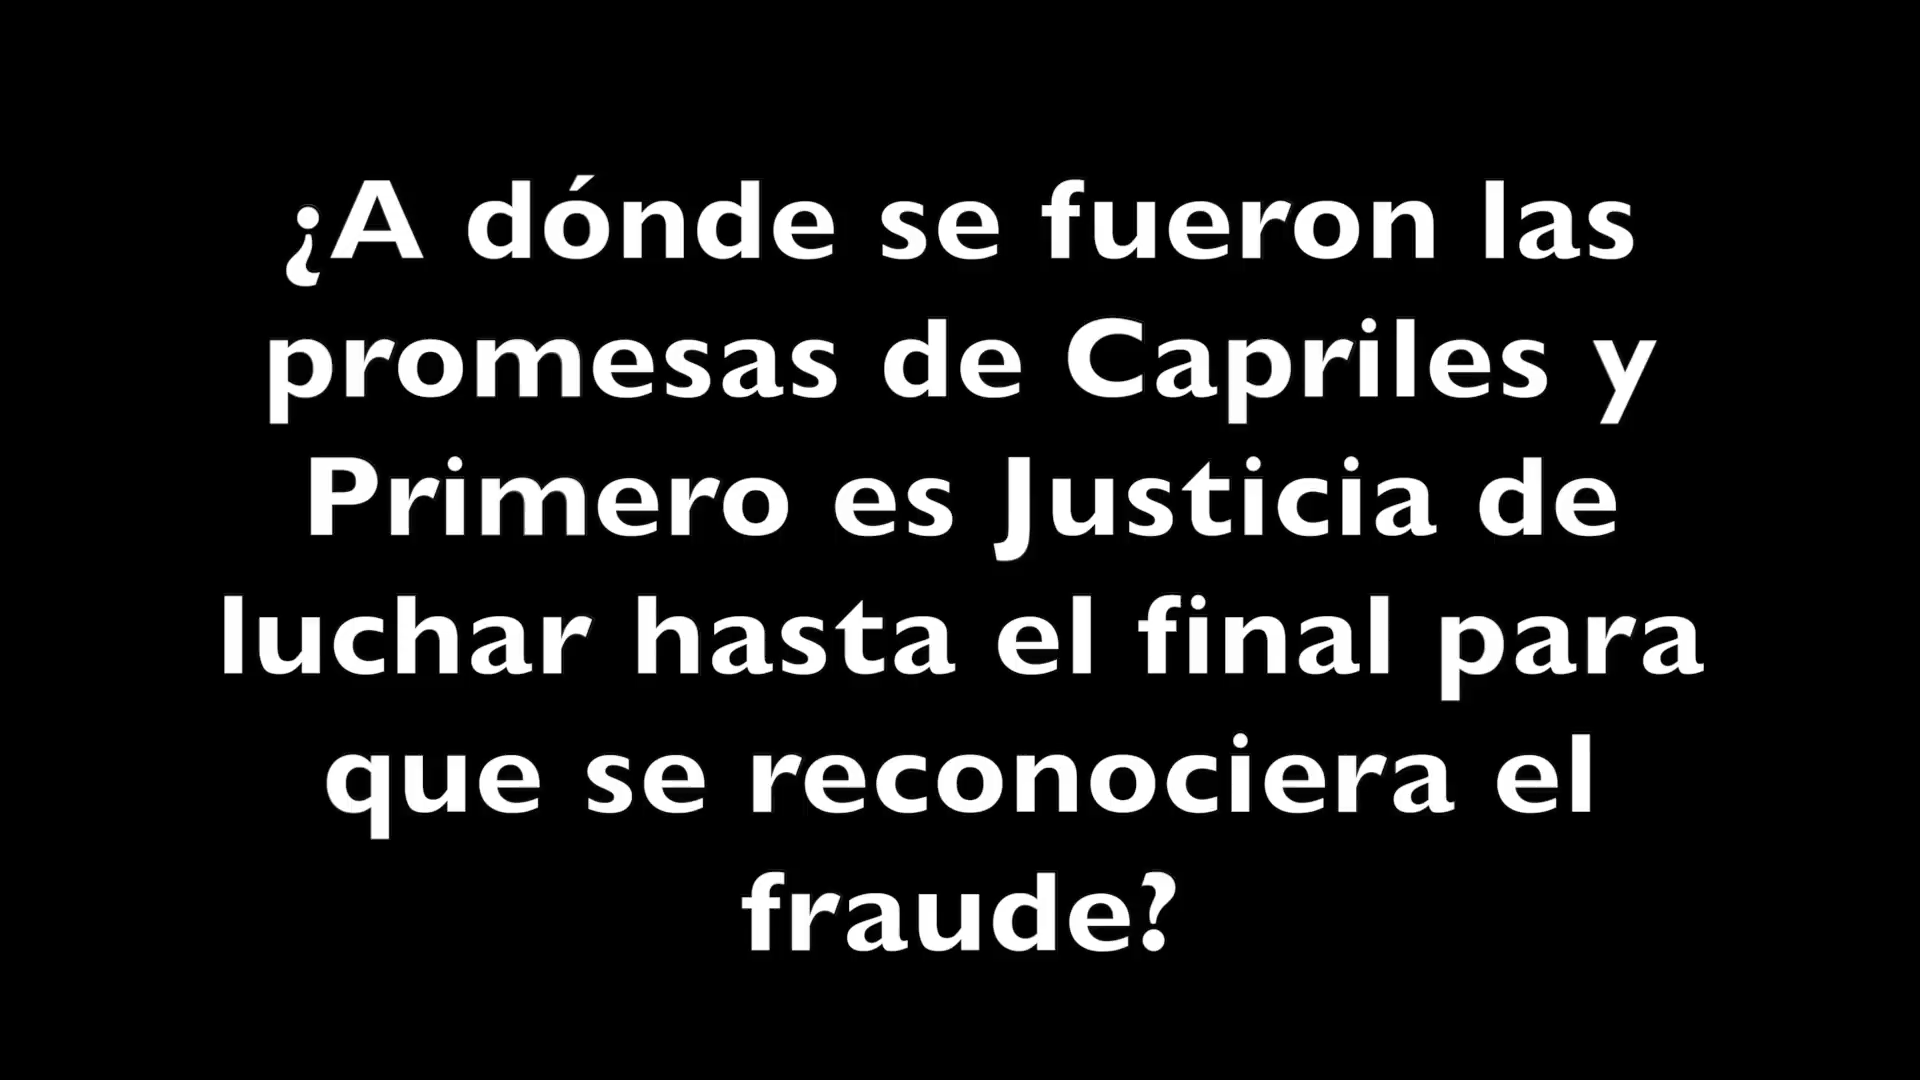 ¿A dónde se fueron las
promesas de Capriles y
Primero es Justicia de
luchar hasta el final para
que se reconociera el
fraude?